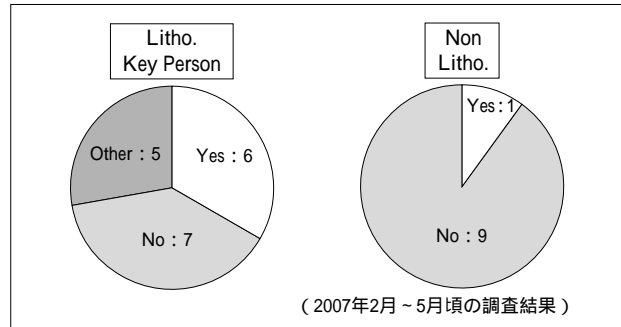 Litho.
Key Person
Other：5
Yes：6
No：7
Non
Litho.
Yes：1
No：9
（2007年2月～5月頃の調査結果）